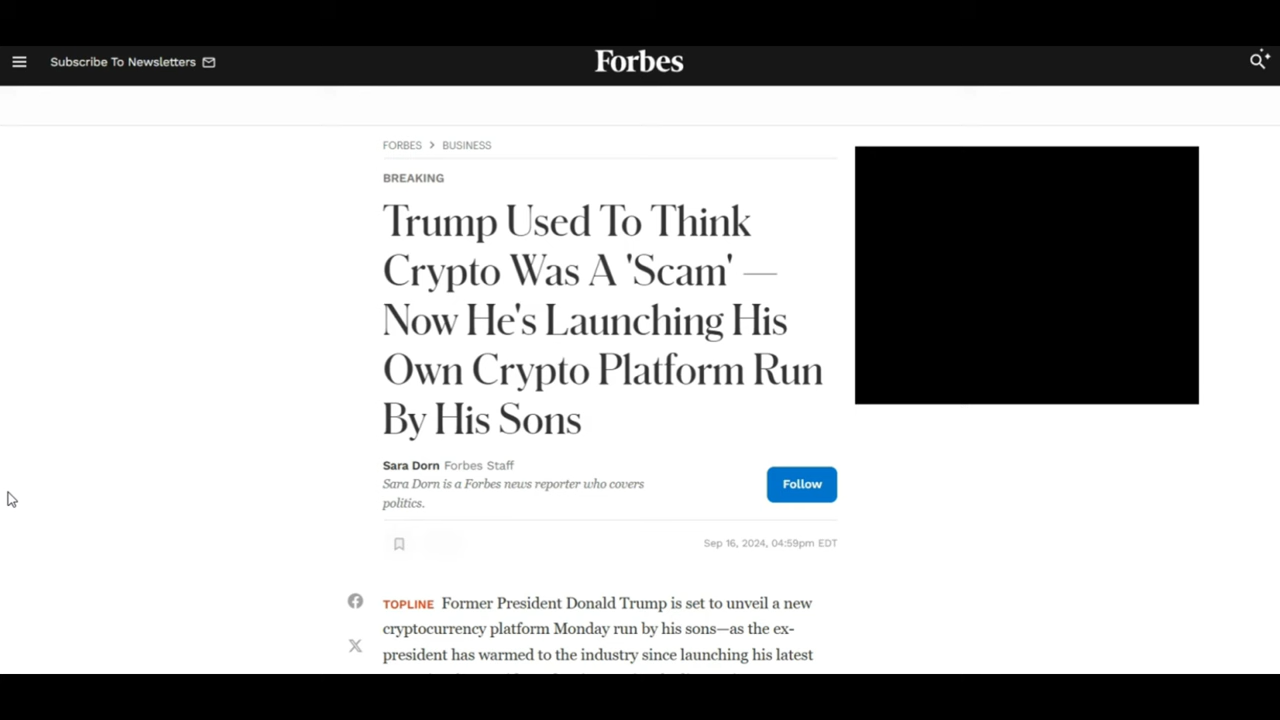 Subscribe To Newsletters
Forbes
FORBES > BUSINESS
BREAKING
Trump Used To Think
Crypto Was A 'Scam' —
Now He's Launching His
Own Crypto Platform Run
By His Sons
Sara Dorn Forbes Staff
Sara Dorn is a Forbes news reporter who covers
politics.
Follow
Sep 16, 2024, 04:59pm EDT
TOPLINE Former President Donald Trump is set to unveil a new
cryptocurrency platform Monday run by his sons—as the ex-
president has warmed to the industry since launching his latest